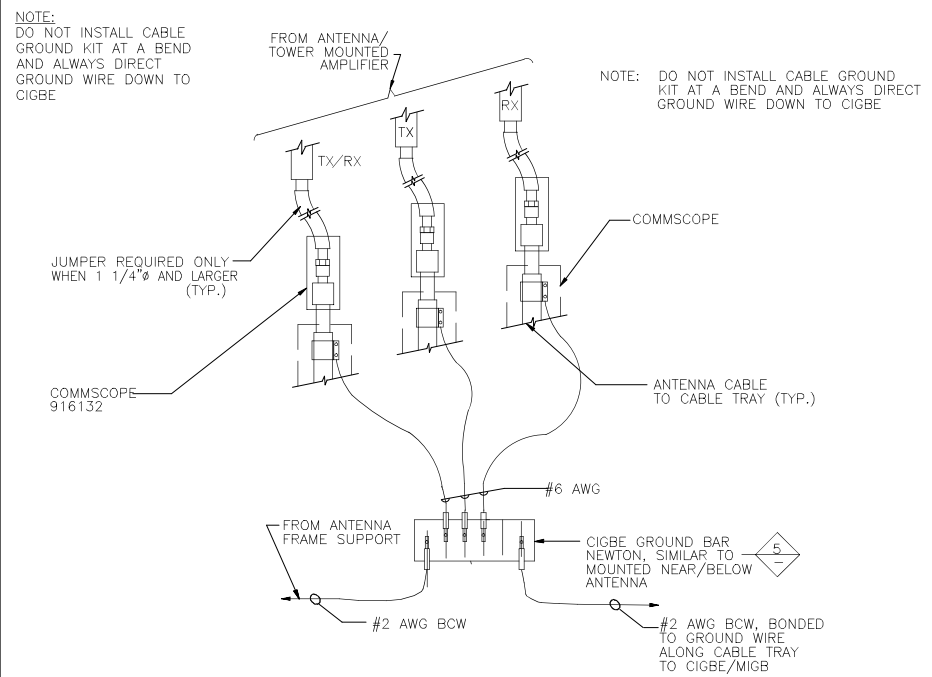 NOTE:
DO NOT INSTALL CABLE
GROUND KIT AT A BEND
AND ALWAYS DIRECT
GROUND WIRE DOWN TO
CIGBE
FROM ANTENNA/
TOWER MOUNTED
AMPLIFIER
NOTE: DO NOT INSTALL CABLE GROUND
KIT AT A BEND AND ALWAYS DIRECT
GROUND WIRE DOWN TO CIGBE
RX
TX
TX/RX
COMMSCOPE
JUMPER REQUIRED ONLY
WHEN 1 1/4"ø AND LARGER
(TYP.)
COMMSCOPE
916132
ANTENNA CABLE
TO CABLE TRAY (TYP.)
#6 AWG
FROM ANTENNA
FRAME SUPPORT
CIGBE GROUND BAR
NEWTON, SIMILAR TO
MOUNTED NEAR/BELOW
ANTENNA
5
–
#2 AWG BCW
#2 AWG BCW, BONDED
TO GROUND WIRE
ALONG CABLE TRAY
TO CIGBE/MIGB